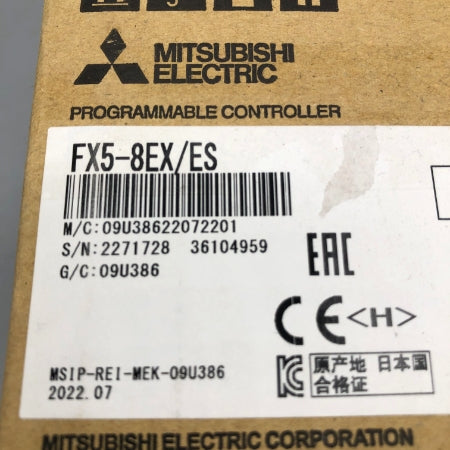 MITSUBISHI
ELECTRIC
PROGRAMMABLE CONTROLLER
FX5-8EX/ES
M/C:09U38622072201
S/N:2271728 36104959
G/C:09U386
EAC
CE <H>
MSIP-REI-MEK-09U386
2022.07
原产地 日本国
合格证
MITSUBISHI ELECTRIC CORPORATION